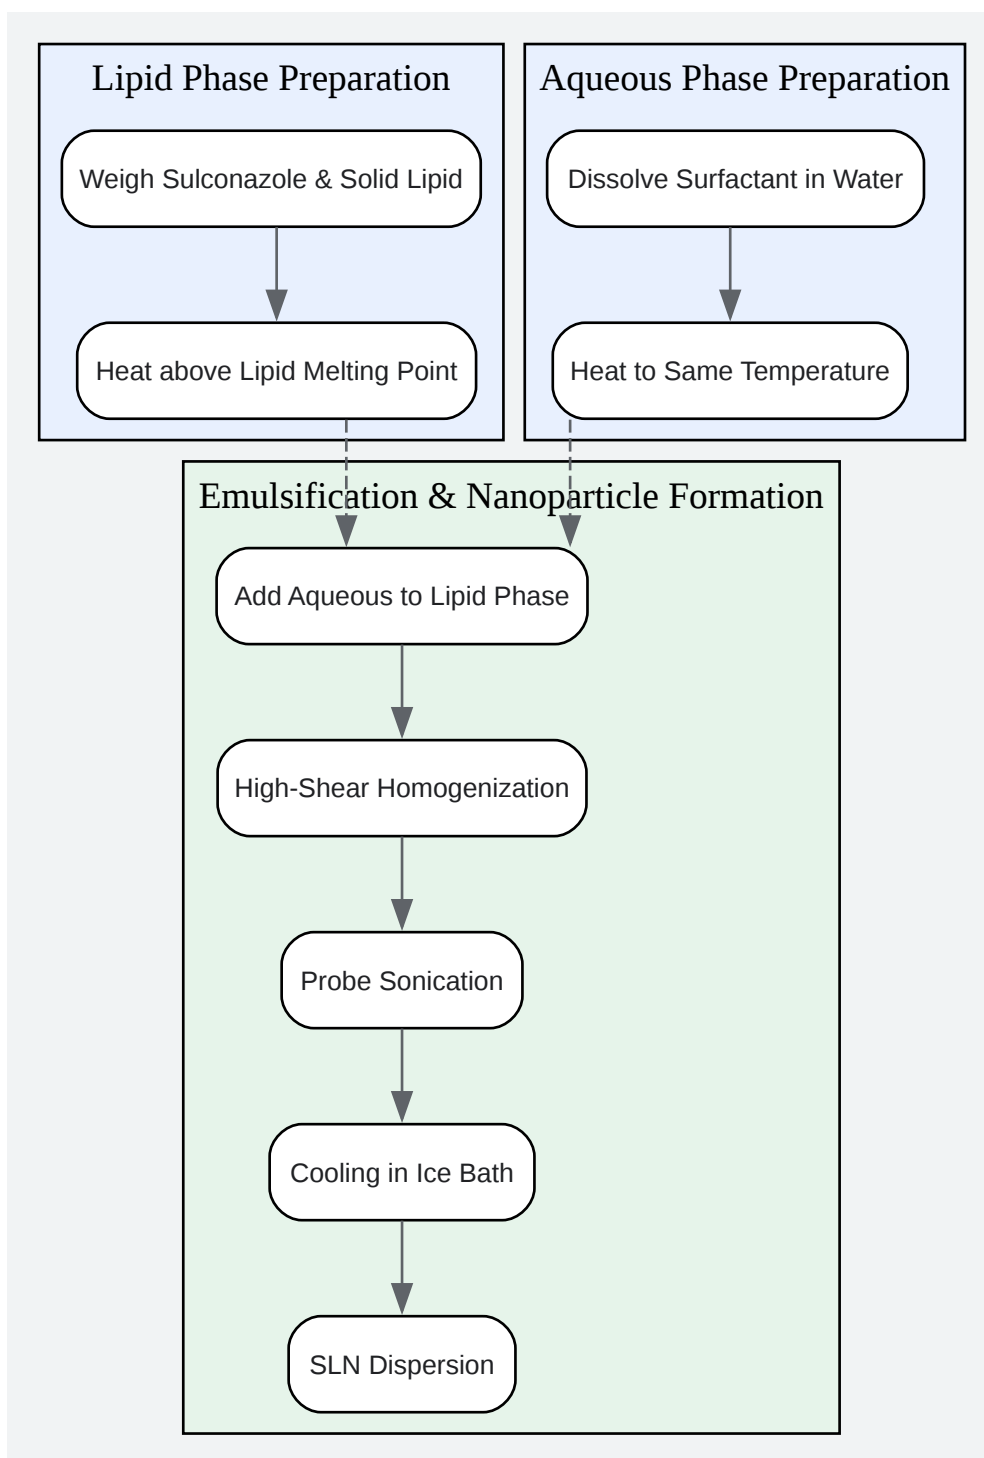 Lipid Phase Preparation
Weigh Sulconazole & Solid Lipid
Heat above Lipid Melting Point
Aqueous Phase Preparation
Dissolve Surfactant in Water
Heat to Same Temperature
Emulsification & Nanoparticle Formation
Add Aqueous to Lipid Phase
High-Shear Homogenization
Probe Sonication
Cooling in Ice Bath
SLN Dispersion